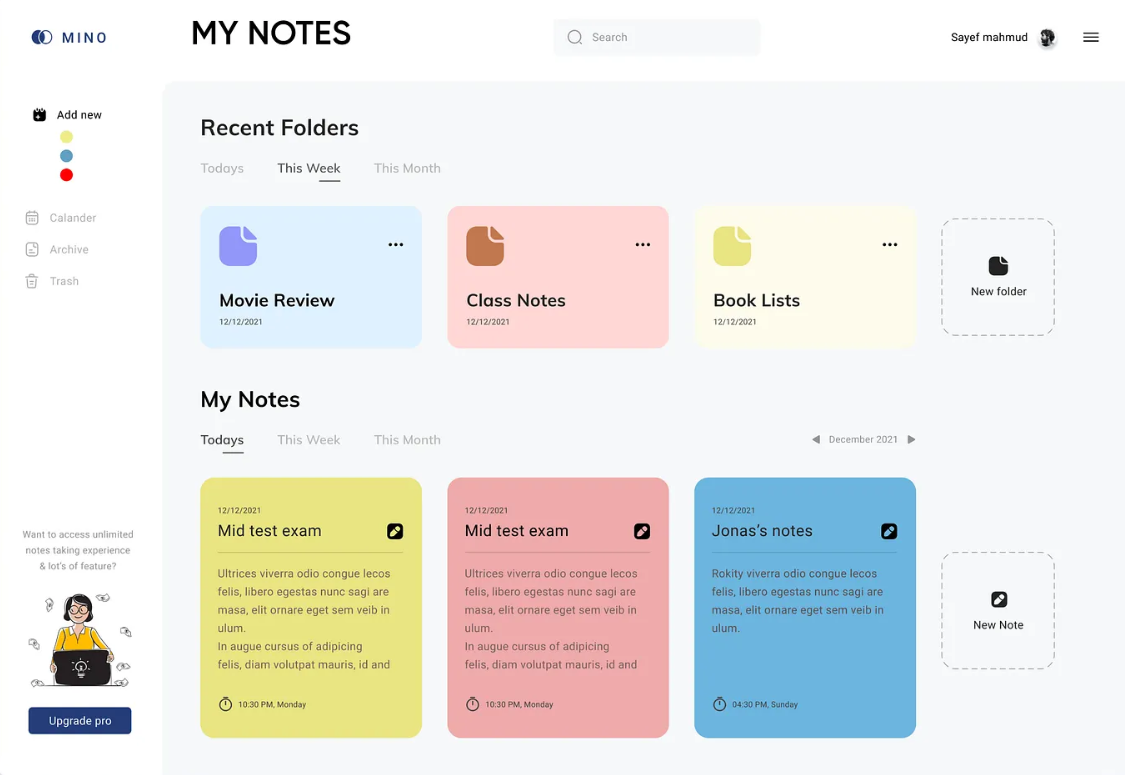 MINO
MY NOTES
Search
Sayef mahmud
Add new
Calander
Archive
Trash
Want to access unlimited
notes taking experience
& lot's of feature?
Upgrade pro
Recent Folders
Todays This Week This Month
Movie Review
12/12/2021
Class Notes
12/12/2021
Book Lists
12/12/2021
New folder
My Notes
Todays This Week This Month
December 2021
12/12/2021
Mid test exam
Ultrices viverra odio congue lecos
felis, libero egestas nunc sagi are
masa, elit ornare eget sem veib in
ulum.
In augue cursus of adipicing
felis, diam volutpat mauris, id and
10:30 PM, Monday
12/12/2021
Mid test exam
Ultrices viverra odio congue lecos
felis, libero egestas nunc sagi are
masa, elit ornare eget sem veib in
ulum.
In augue cursus of adipicing
felis, diam volutpat mauris, id and
10:30 PM, Monday
12/12/2021
Jonas's notes
Rokity viverra odio congue lecos
felis, libero egestas nunc sagi are
masa, elit ornare eget sem veib in
ulum.
04:30 PM, Sunday
New Note